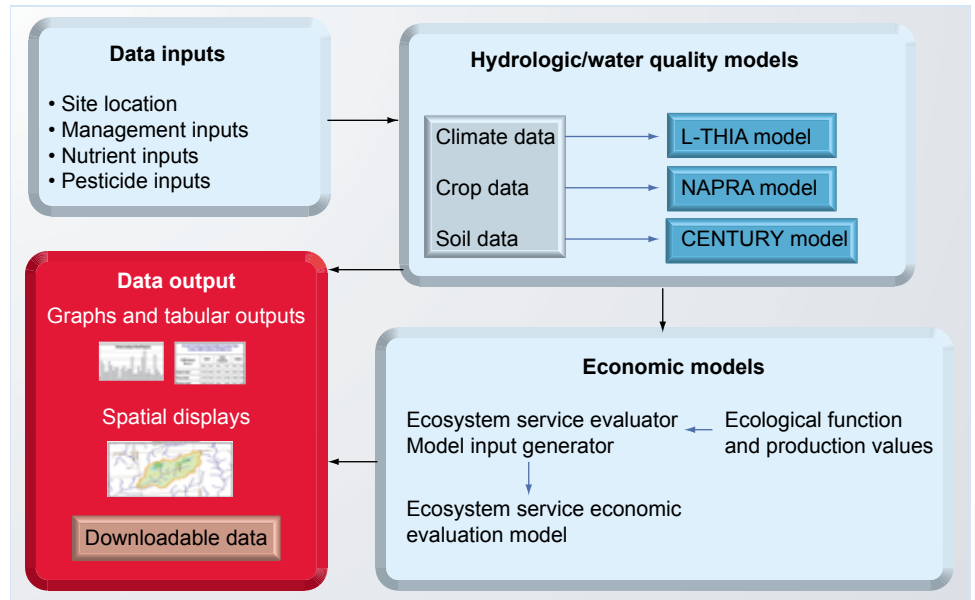 Data inputs
• Site location
• Management inputs
• Nutrient inputs
• Pesticide inputs
Hydrologic/water quality models
Climate data
L-THIA model
Crop data
NAPRA model
Soil data
CENTURY model
Data output
Graphs and tabular outputs
Spatial displays
Downloadable data
Economic models
Ecosystem service evaluator
Model input generator
Ecological function
and production values
Ecosystem service economic
evaluation model